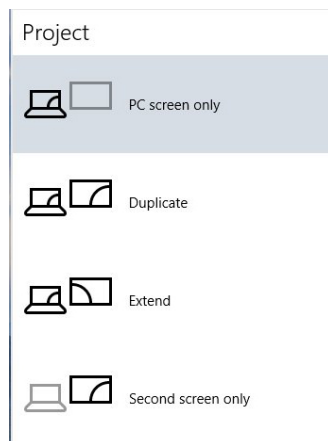 Project
PC screen only
Duplicate
Extend
Second screen only